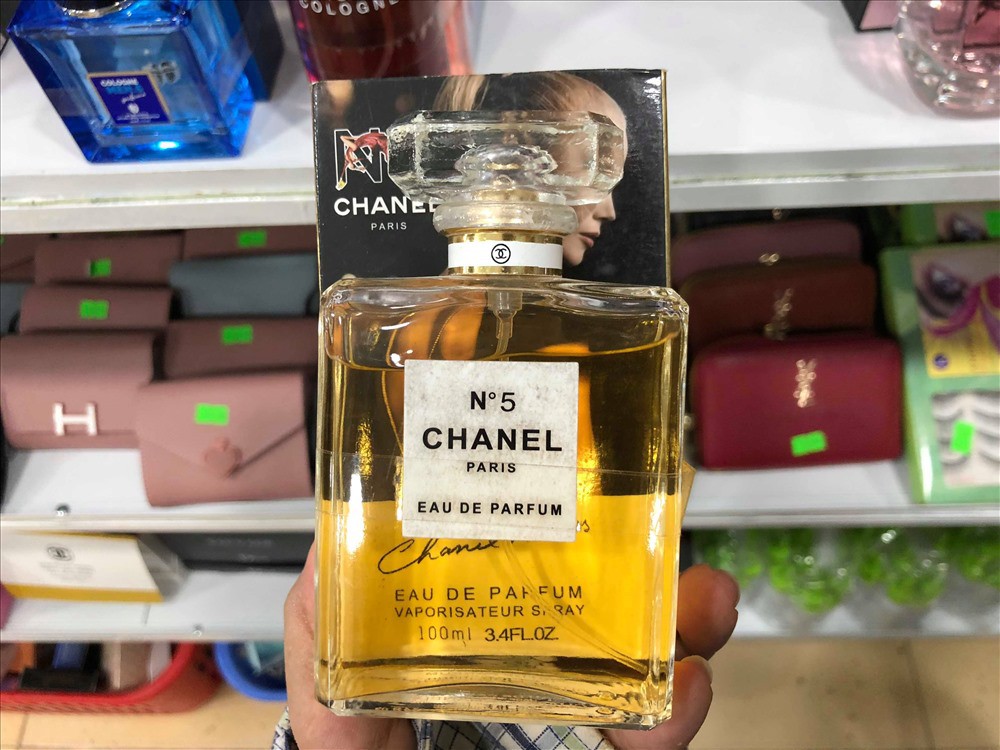 COLOGNE
COLOGNE
CHANEL
PARIS
N°5
CHANEL
PARIS
EAU DE PARFUM
Chanel
EAU DE PARFUM
VAPORISATEUR SPRAY
100ml 3.4FL.OZ.
H